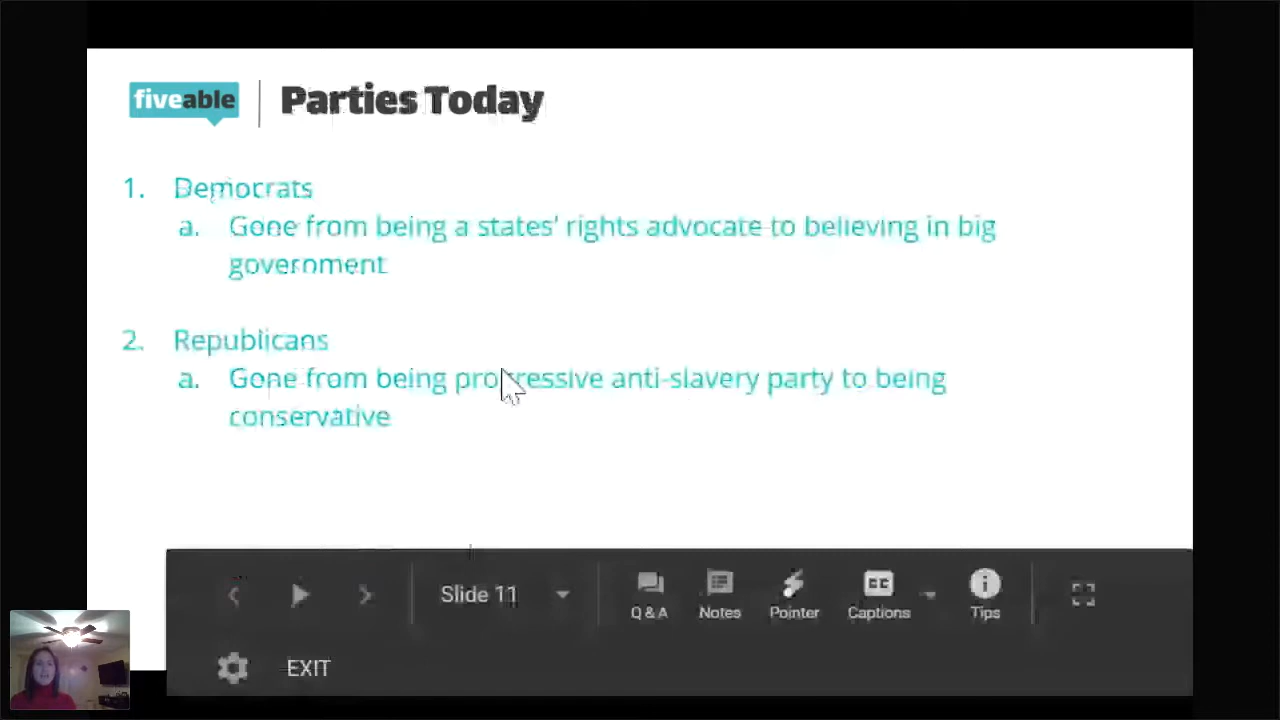 fiveable
Parties Today
1. Democrats
a. Gone from being a states' rights advocate to believing in big
government
2. Republicans
a. Gone from being progressive anti-slavery party to being
conservative
Slide 11
Q & A
Notes
Pointer
CC
Captions
Tips
EXIT